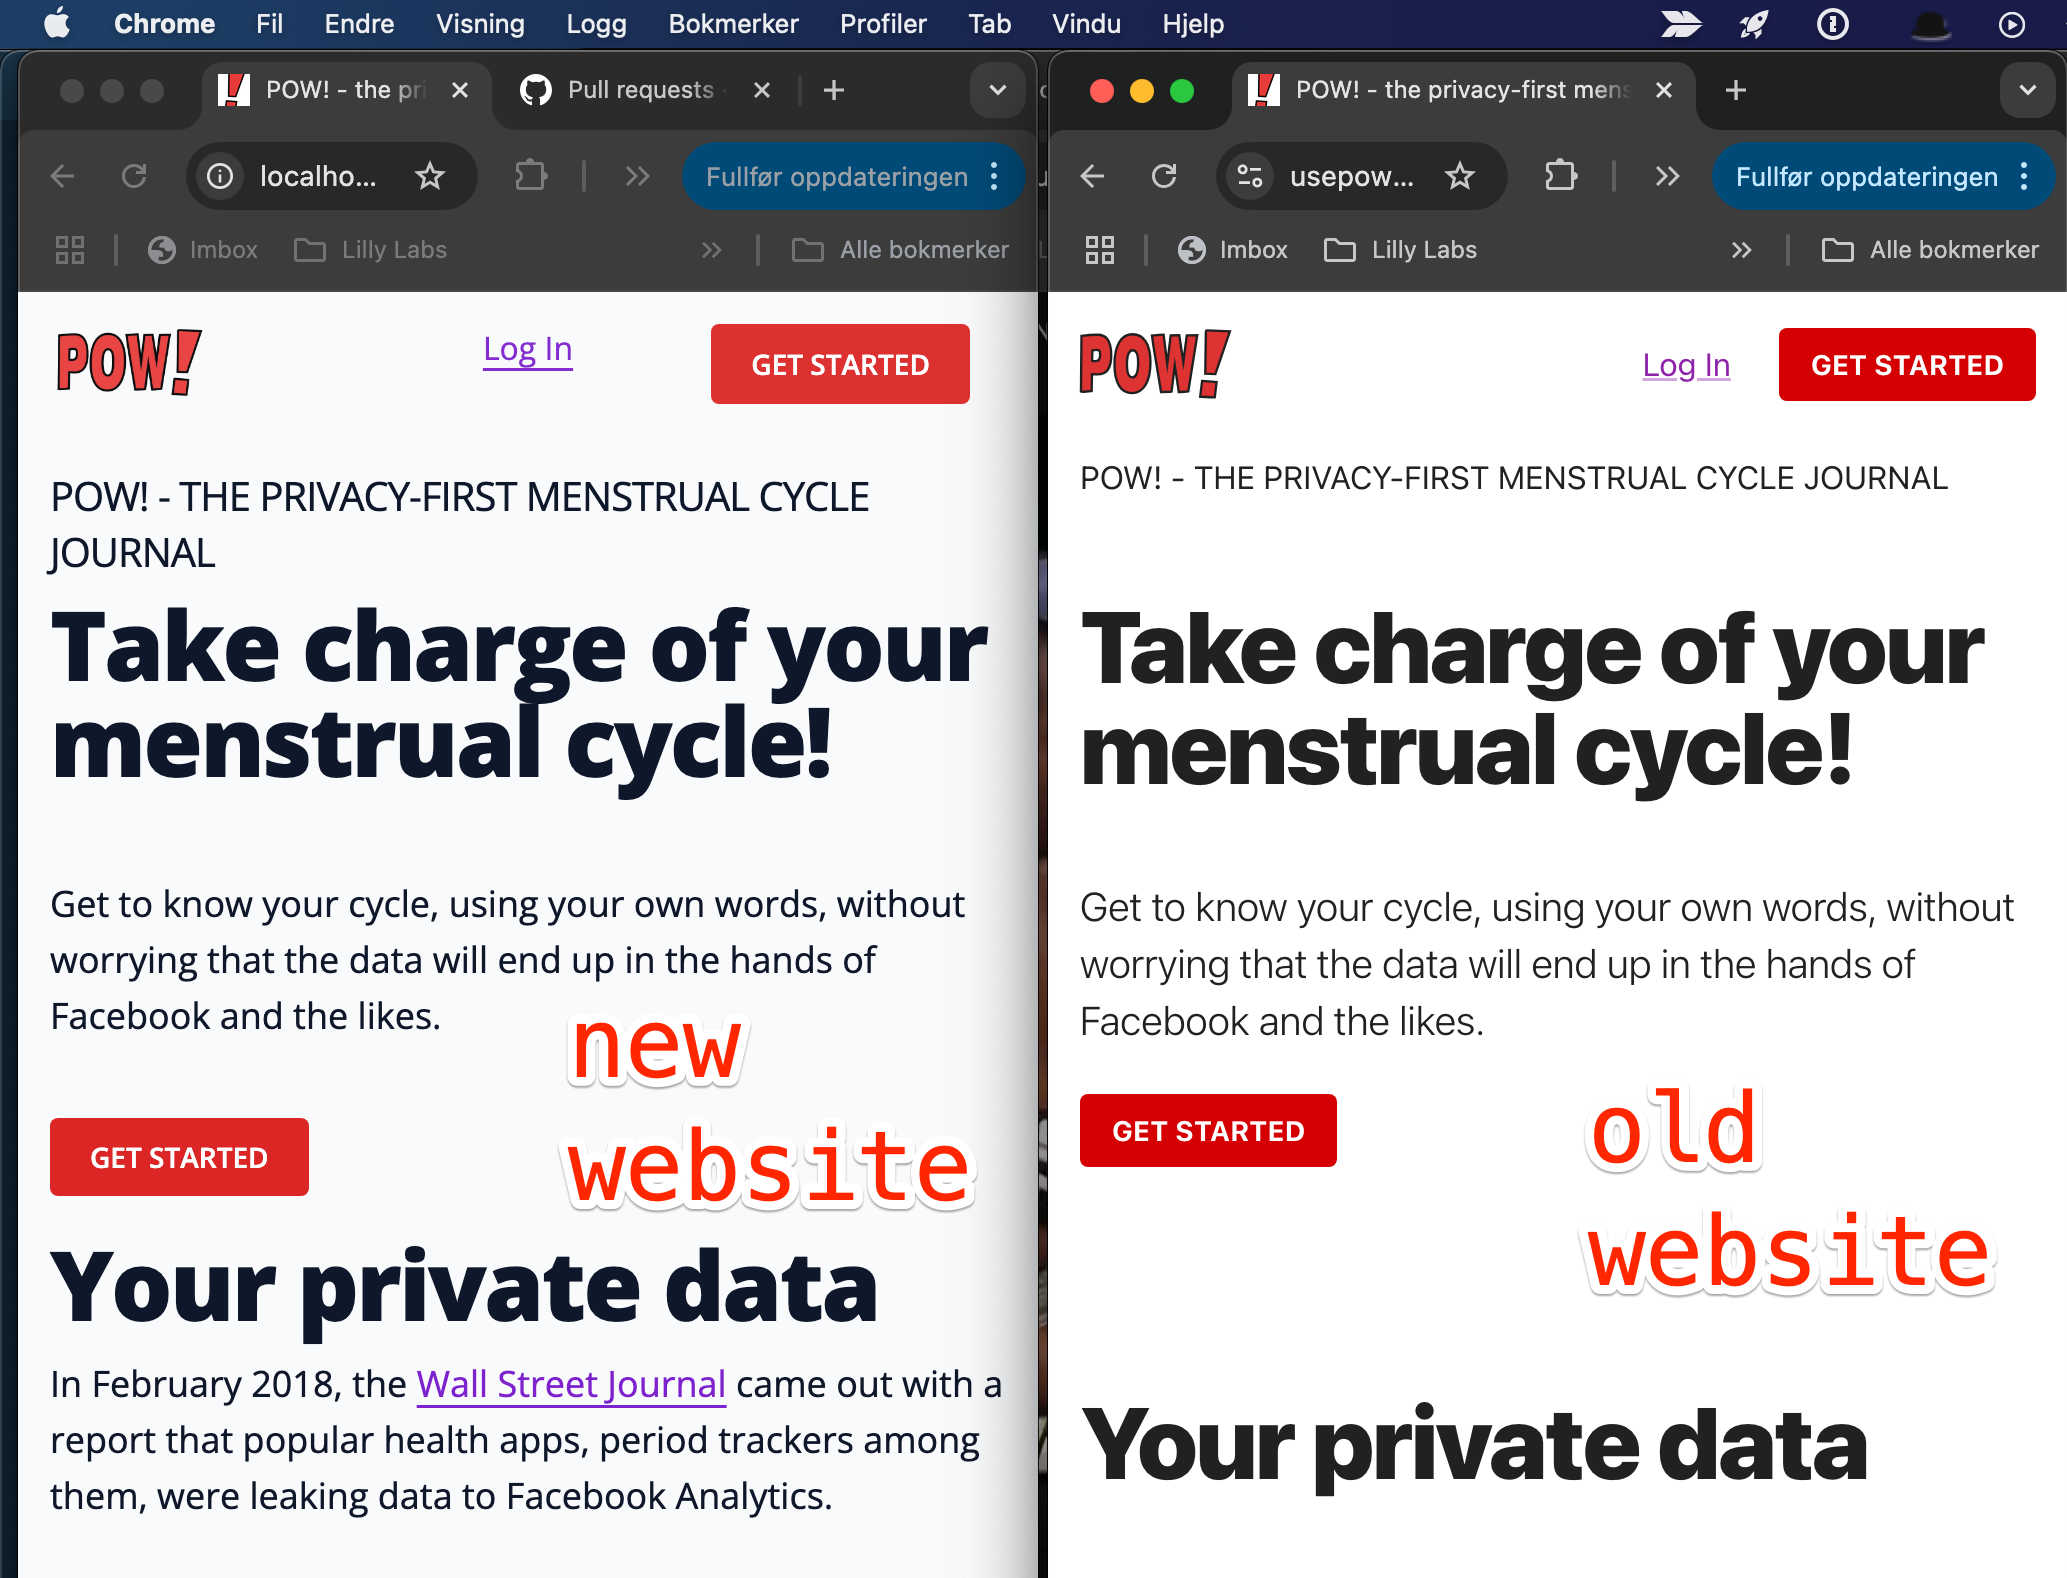 Chrome Fil Endre Visning Logg Bokmerker Profiler Tab Vindu Hjelp
POW! - the pri
Pull requests
localho...
Fullfør oppdateringen
Imbox
Lilly Labs
Alle bokmerker
POW!
Log In
GET STARTED
POW! - THE PRIVACY-FIRST MENSTRUAL CYCLE
JOURNAL
Take charge of your
menstrual cycle!
Get to know your cycle, using your own words, without
worrying that the data will end up in the hands of
Facebook and the likes.
new
website
GET STARTED
Your private data
In February 2018, the Wall Street Journal came out with a
report that popular health apps, period trackers among
them, were leaking data to Facebook Analytics.
POW! - the privacy-first mens
usepow...
Fullfør oppdateringen
Imbox
Lilly Labs
Alle bokmerker
POW!
Log In
GET STARTED
POW! - THE PRIVACY-FIRST MENSTRUAL CYCLE JOURNAL
Take charge of your
menstrual cycle!
Get to know your cycle, using your own words, without
worrying that the data will end up in the hands of
Facebook and the likes.
GET STARTED
old
website
Your private data